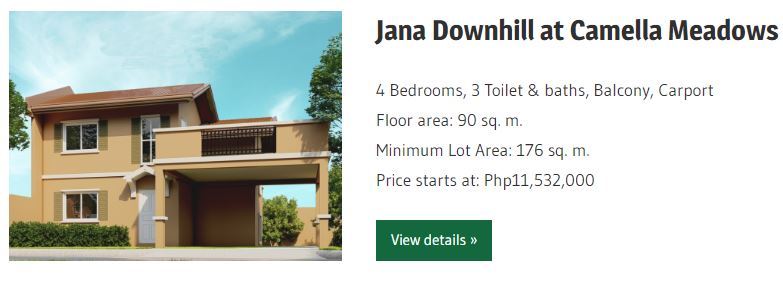 Jana Downhill at Camella Meadows
4 Bedrooms, 3 Toilet & baths, Balcony, Carport
Floor area: 90 sq. m.
Minimum Lot Area: 176 sq. m.
Price starts at: Php11,532,000
View details »